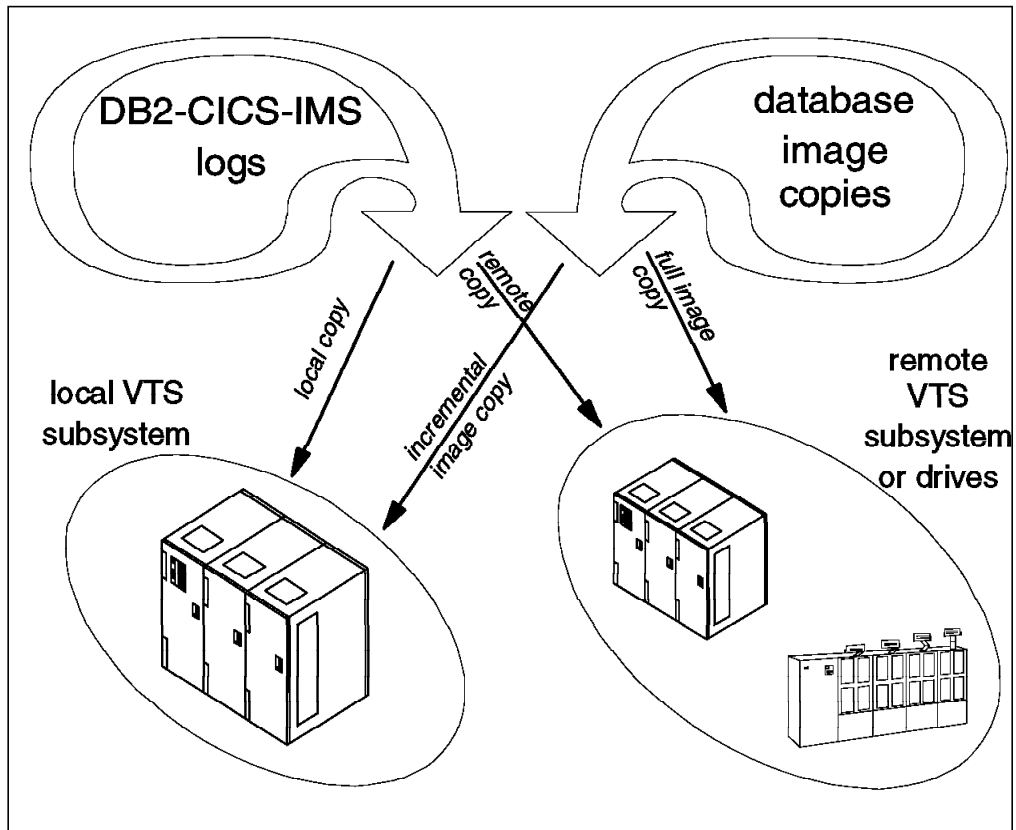 DB2-CICS-IMS
logs
database
image
copies
local copy
remote
copy
incremental
image copy
full image
copy
local VTS
subsystem
remote
VTS
subsystem
or drives